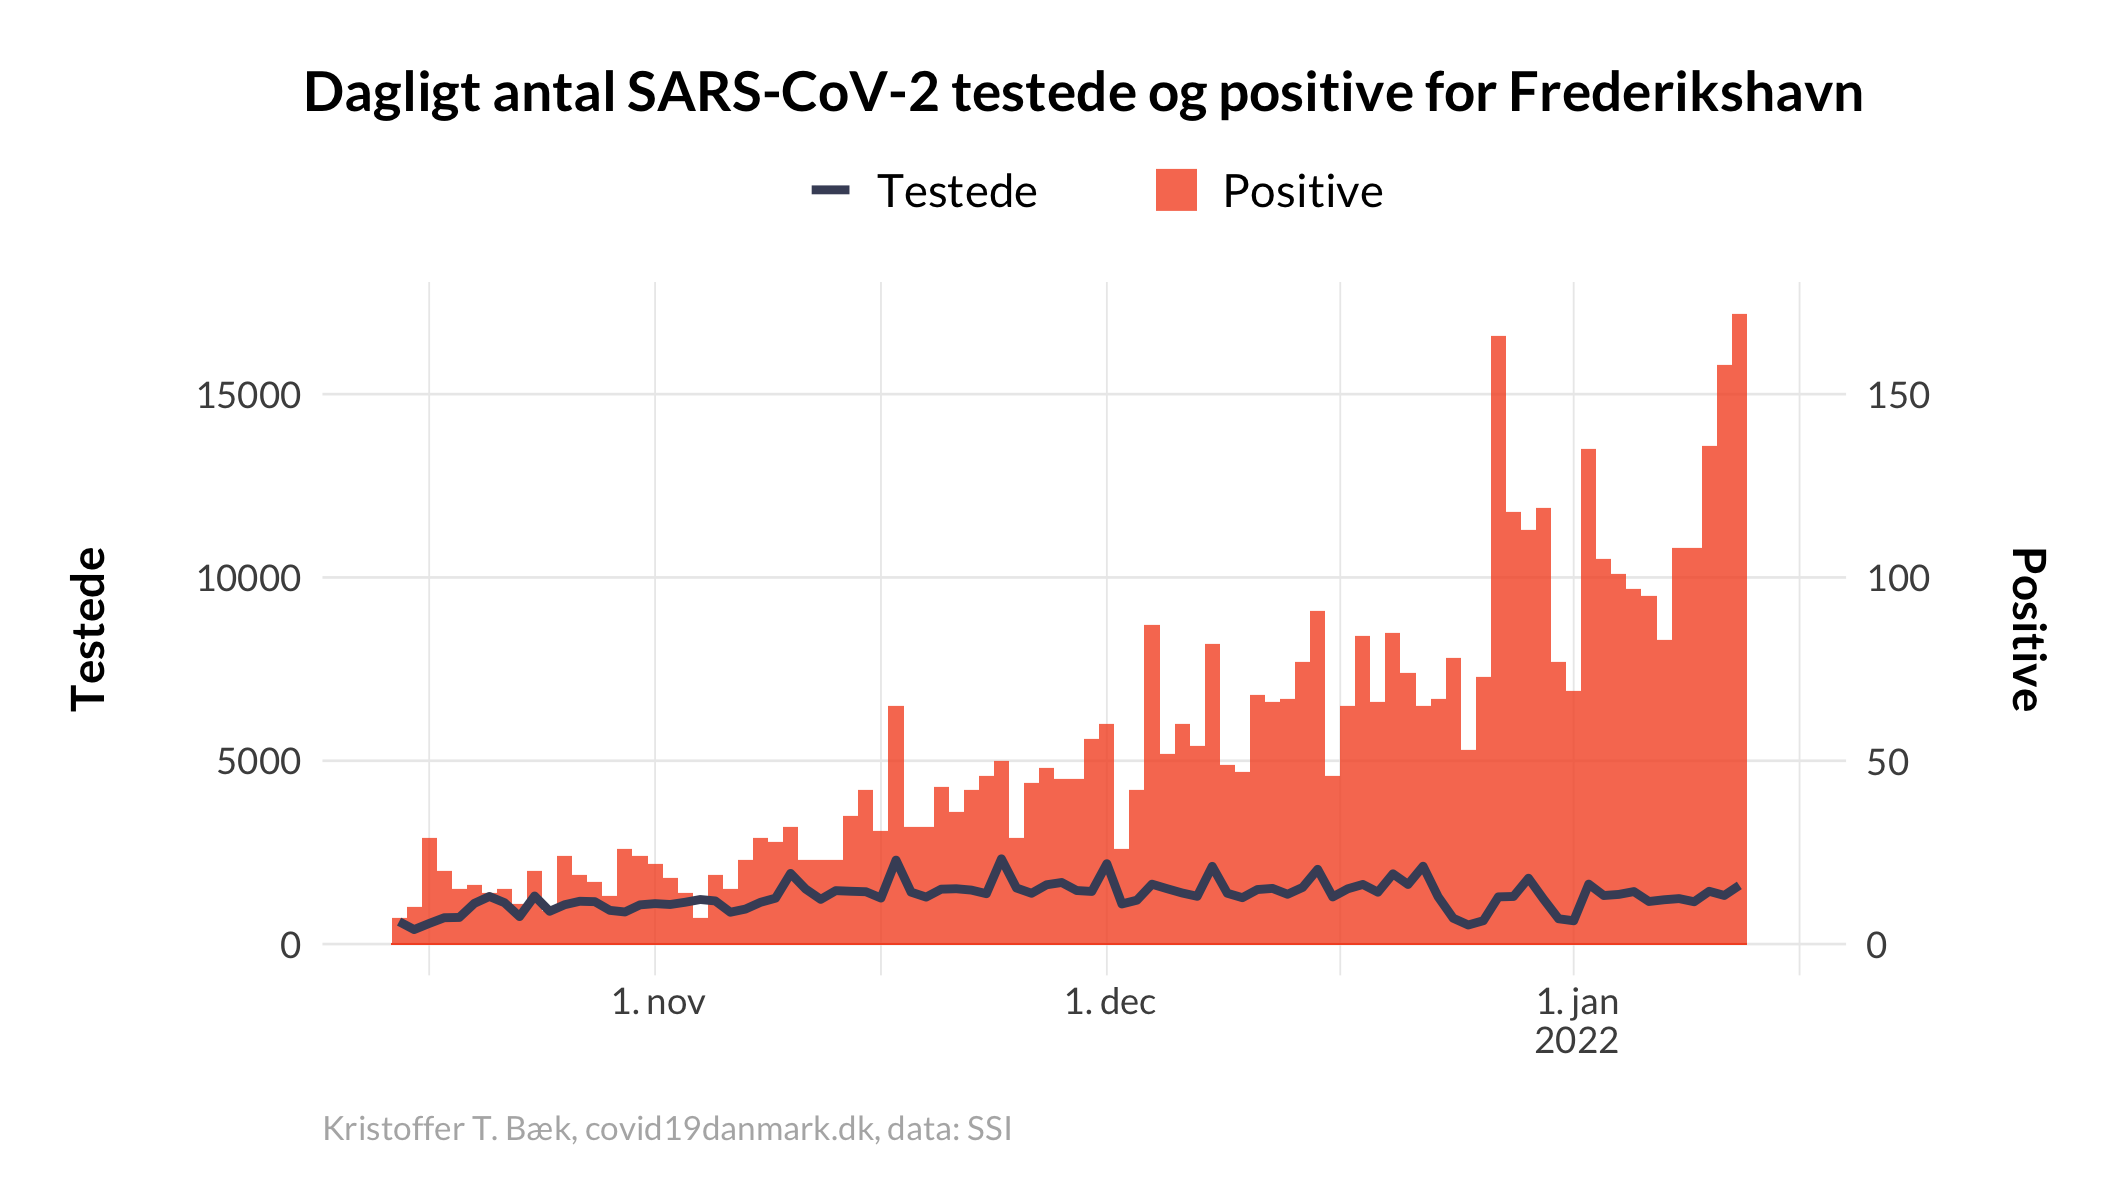 Dagligt antal SARS-CoV-2 testede og positive for Frederikshavn
Testede
Positive
Testede
15000
10000
5000
0
150
100
50
0
Positive
1. nov
1. dec
1. jan
2022
Kristoffer T. Bæk, covid19danmark.dk, data: SSI